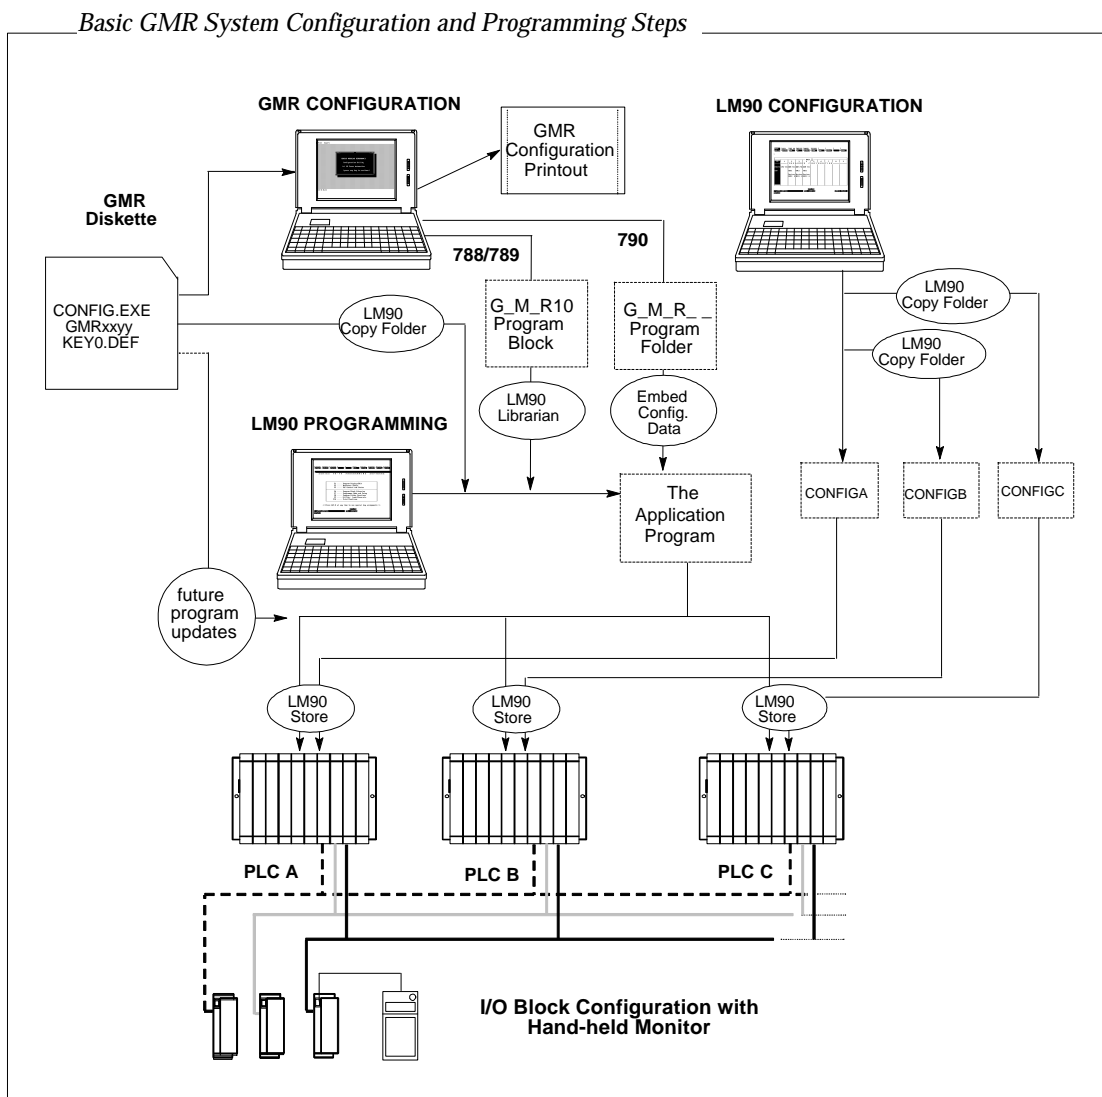 Basic GMR System Configuration and Programming Steps
GMR CONFIGURATION
LM90 CONFIGURATION
GMR
Configuration
Printout
GMR
Diskette
788/789
790
CONFIG.EXE
GMRxxyy
KEY0.DEF
LM90
Copy Folder
G_M_R10
Program
Block
G_M_R_ _
Program
Folder
LM90
Copy Folder
LM90
Copy Folder
LM90
Librarian
Embed
Config.
Data
LM90 PROGRAMMING
The
Application
Program
CONFIGA
CONFIGB
CONFIGC
future
program
updates
LM90
Store
LM90
Store
LM90
Store
PLC A
PLC B
PLC C
I/O Block Configuration with
Hand-held Monitor